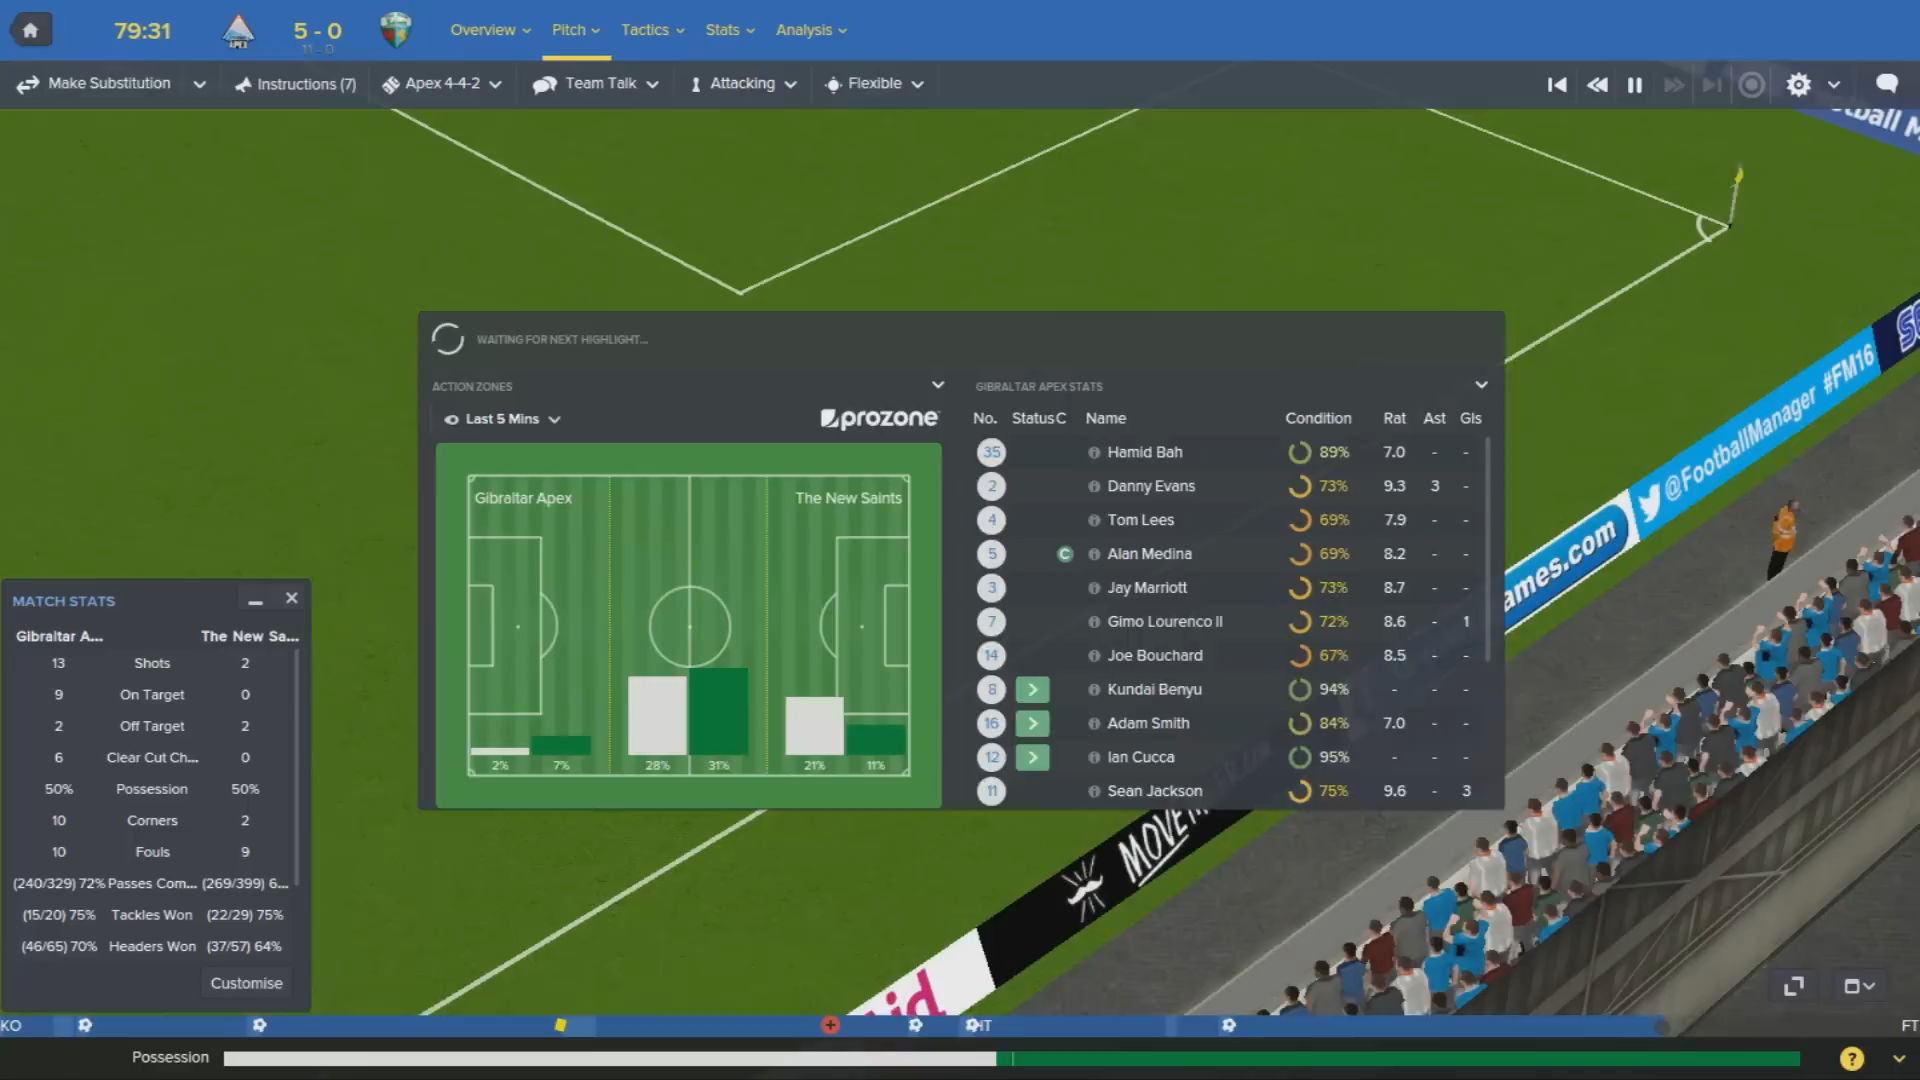 79:31
APEX
5 - 0
11 - 0
Overview
Pitch
Tactics
Stats
Analysis
Make Substitution
Instructions (7)
Apex 4-4-2
Team Talk
Attacking
Flexible
WAITING FOR NEXT HIGHLIGHT...
ACTION ZONES
Last 5 Mins
prozone
Gibraltar Apex
The New Saints
2% 7% 28% 31% 21% 11%
GIBRALTAR APEX STATS
No. Status C Name Condition Rat Ast Gls
35 Hamid Bah 89% 7.0 - -
2 Danny Evans 73% 9.3 3 -
4 Tom Lees 69% 7.9 - -
5 C Alan Medina 69% 8.2 - -
3 Jay Marriott 73% 8.7 - -
7 Gimo Lourenco II 72% 8.6 - 1
14 Joe Bouchard 67% 8.5 - -
8 Kundai Benyu 94% - - -
16 Adam Smith 84% 7.0 - -
12 Ian Cucca 95% - - -
11 Sean Jackson 75% 9.6 - 3
MATCH STATS
Gibraltar A... The New Sa...
13 Shots 2
9 On Target 0
2 Off Target 2
6 Clear Cut Ch... 0
50% Possession 50%
10 Corners 2
10 Fouls 9
(240/329) 72% Passes Com... (269/399) 6...
(15/20) 75% Tackles Won (22/29) 75%
(46/65) 70% Headers Won (37/57) 64%
Customise
@FootballManager #FM16
ames.com
KO
HT
FT
Possession
?